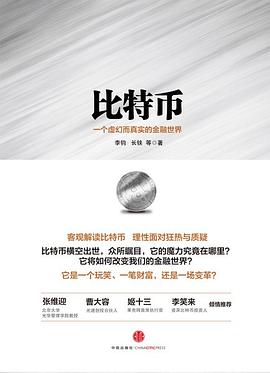 比特币
一个虚幻而真实的金融世界
李钧 长铗 等◎著
客观解读比特币 理性面对狂热与质疑
比特币横空出世，众所瞩目，它的魔力究竟在哪里？
它将如何改变我们的金融世界？
它是一个玩笑、一笔财富，还是一场变革？
张维迎 曹大容 姬十三 李笑来 倾情推荐
北京大学 光速创投合伙人 果壳网首席执行官 资深比特币投资人
光华管理学院教授
中信出版社·CHINACITICPRESS